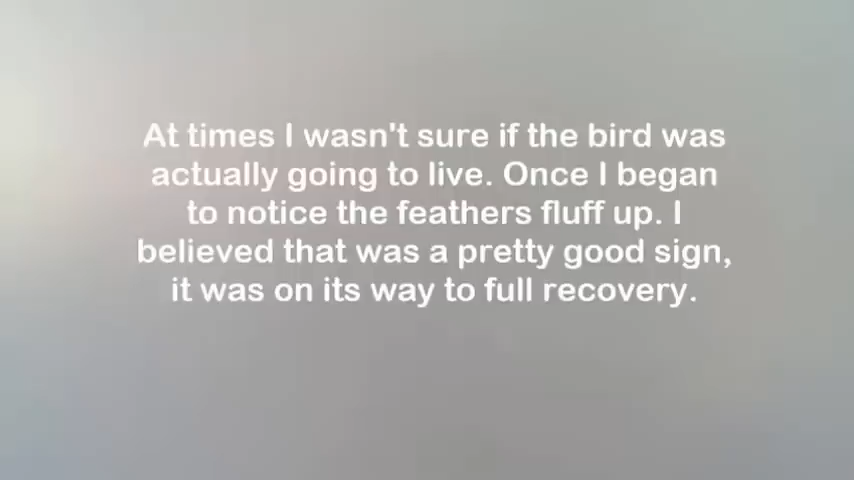 At times I wasn't sure if the bird was
actually going to live. Once I began
to notice the feathers fluff up. I
believed that was a pretty good sign,
it was on its way to full recovery.